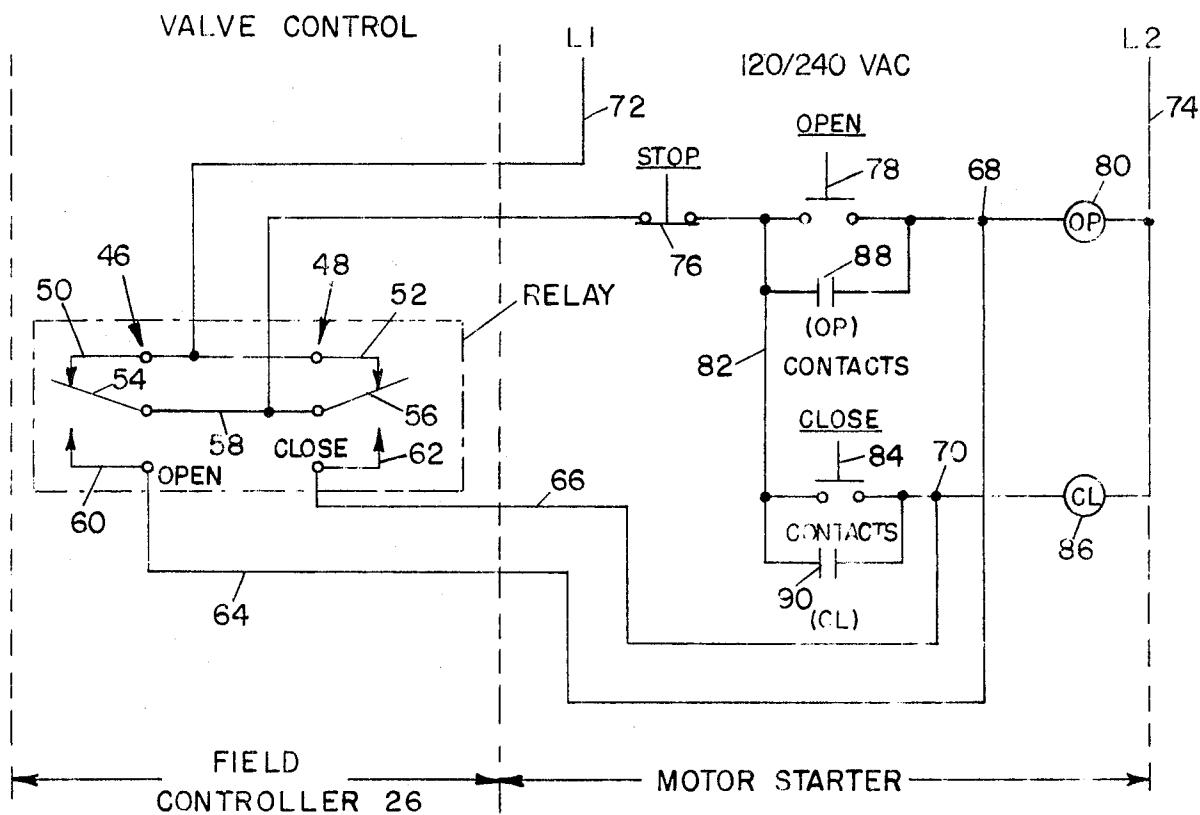 VALVE CONTROL
L1
L2
120/240 VAC
72
74
OPEN
STOP
78
68
80
OP
76
46
48
88
50
52
RELAY
(OP)
54
82
CONTACTS
56
58
CLOSE
CLOSE
62
84
70
OPEN
66
CL
60
CONTACTS
86
90
64
(CL)
FIELD
CONTROLLER 26
MOTOR STARTER